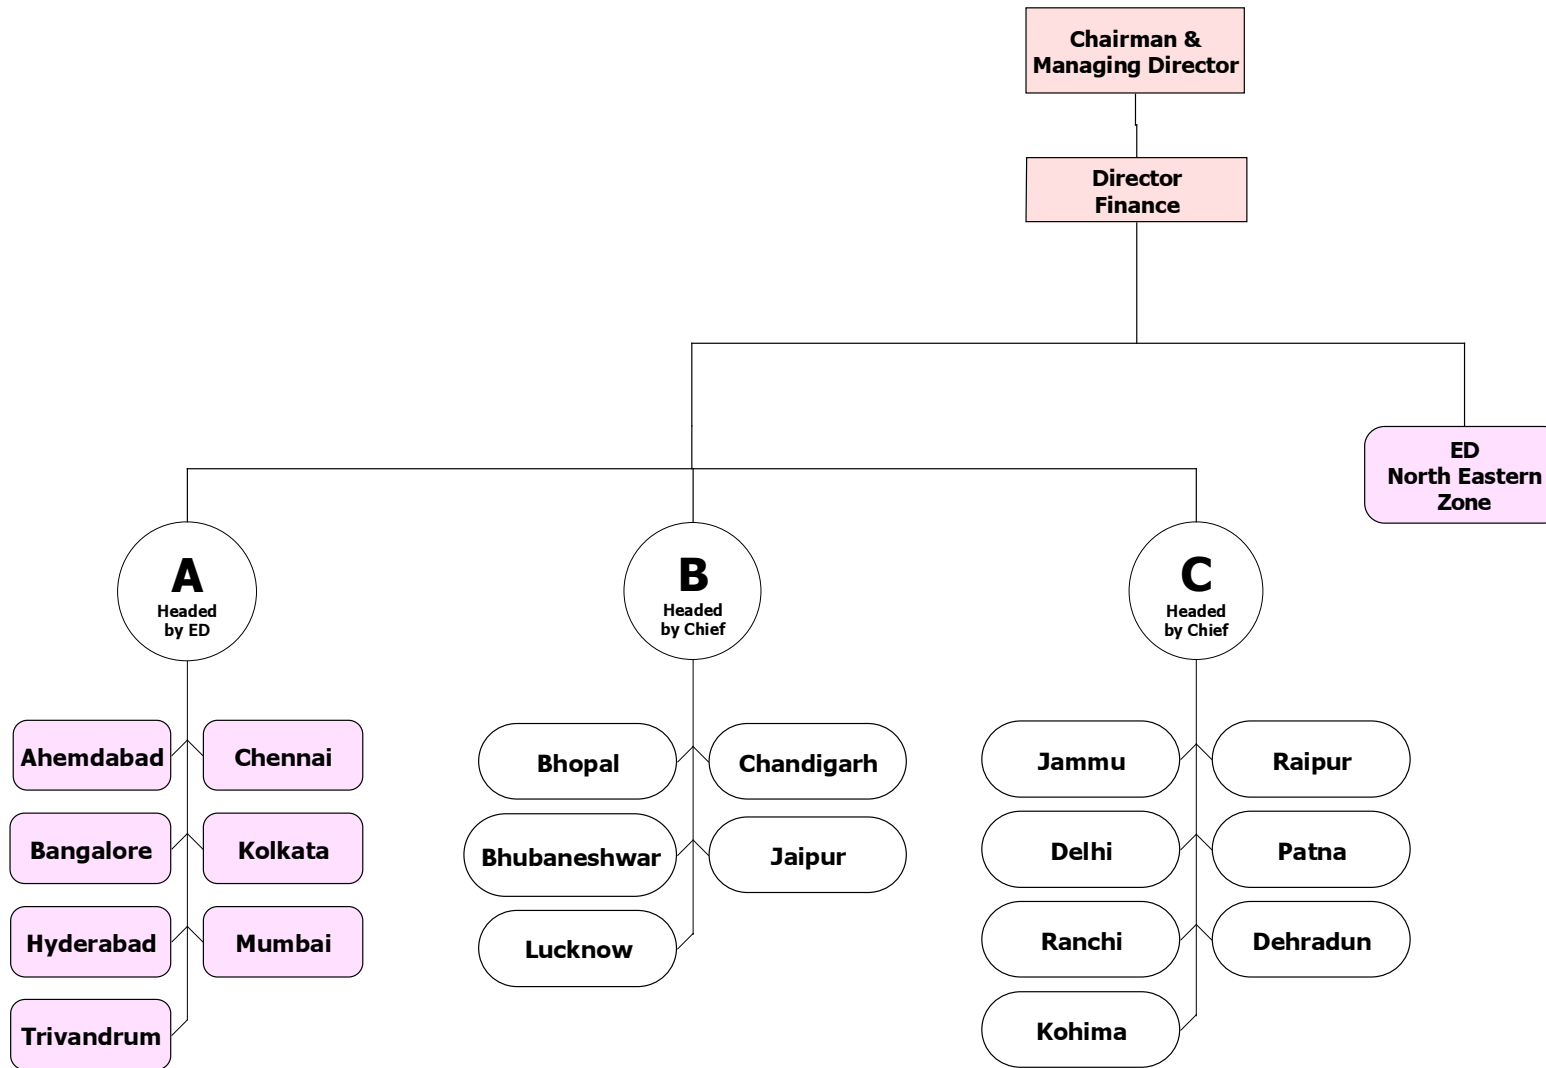 Chairman &
Managing Director
Director
Finance
ED
North Eastern
Zone
A
Headed
by ED
B
Headed
by Chief
C
Headed
by Chief
Ahemdabad
Chennai
Bangalore
Kolkata
Hyderabad
Mumbai
Trivandrum
Bhopal
Chandigarh
Bhubaneshwar
Jaipur
Lucknow
Jammu
Raipur
Delhi
Patna
Ranchi
Dehradun
Kohima